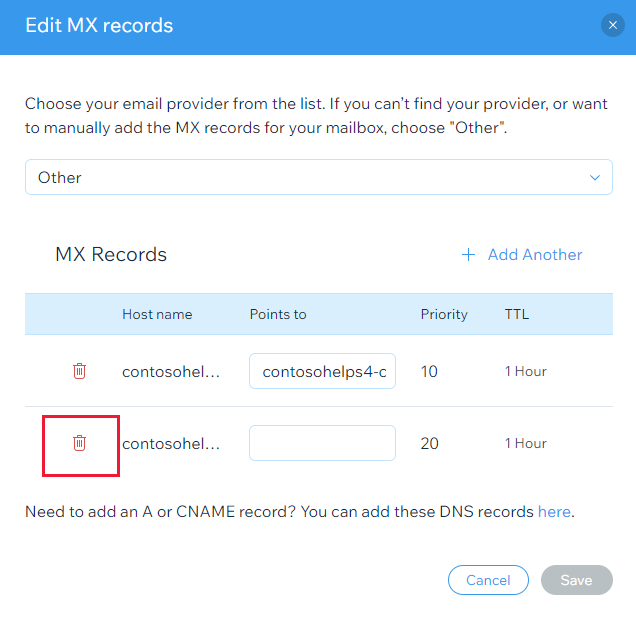 Edit MX records
Choose your email provider from the list. If you can’t find your provider, or want
to manually add the MX records for your mailbox, choose "Other".
Other
MX Records
Add Another
Host name Points to Priority TTL
contosohel... contosohelps4-c 10 1 Hour
contosohel... 20 1 Hour
Need to add an A or CNAME record? You can add these DNS records here.
Cancel Save